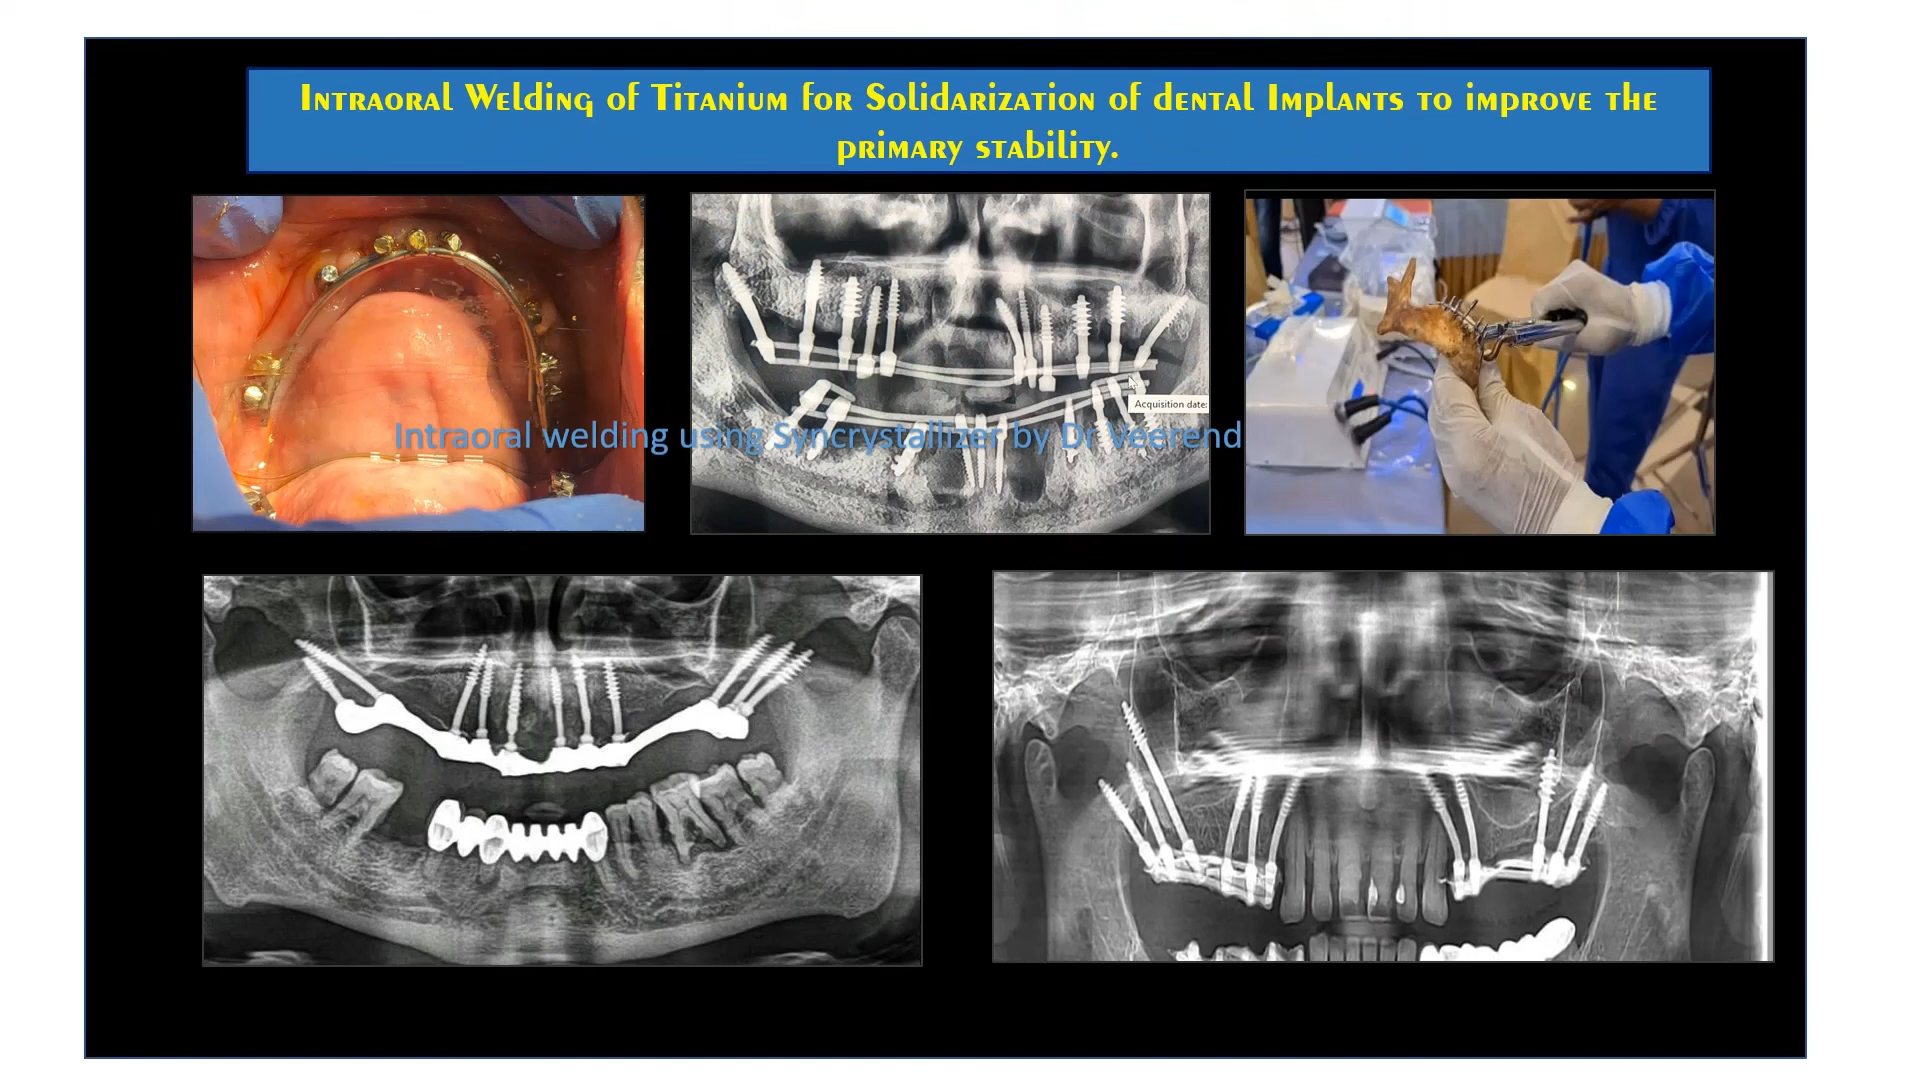 Intraoral Welding of Titanium for Solidarization of dental Implants to improve the
primary stability.
Acquisition date:
Intraoral welding using Syncrystallizer by Dr Veerend